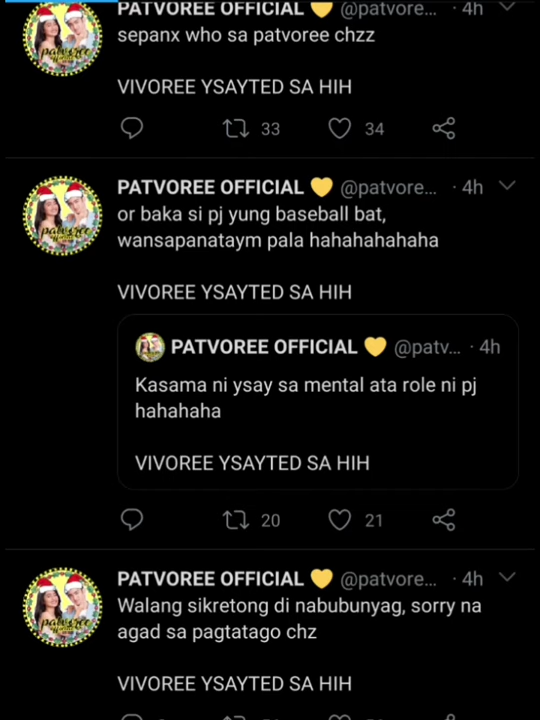 PATVOREE OFFICIAL 💛 @patvore... · 4h
sepanx who sa patvoree chzz
VIVOREE YSAYTED SA HIH
33 34
patvoree
PATVOREE OFFICIAL 💛 @patvore... · 4h
or baka si pj yung baseball bat,
wansapanataym pala hahahahahaha
VIVOREE YSAYTED SA HIH
patvoree
PATVOREE OFFICIAL 💛 @patv... · 4h
Kasama ni ysay sa mental ata role ni pj
hahahaha
VIVOREE YSAYTED SA HIH
20 21
PATVOREE OFFICIAL 💛 @patvore... · 4h
Walang sikretong di nabubunyag, sorry na
agad sa pagtatago chz
patvoree
VIVOREE YSAYTED SA HIH